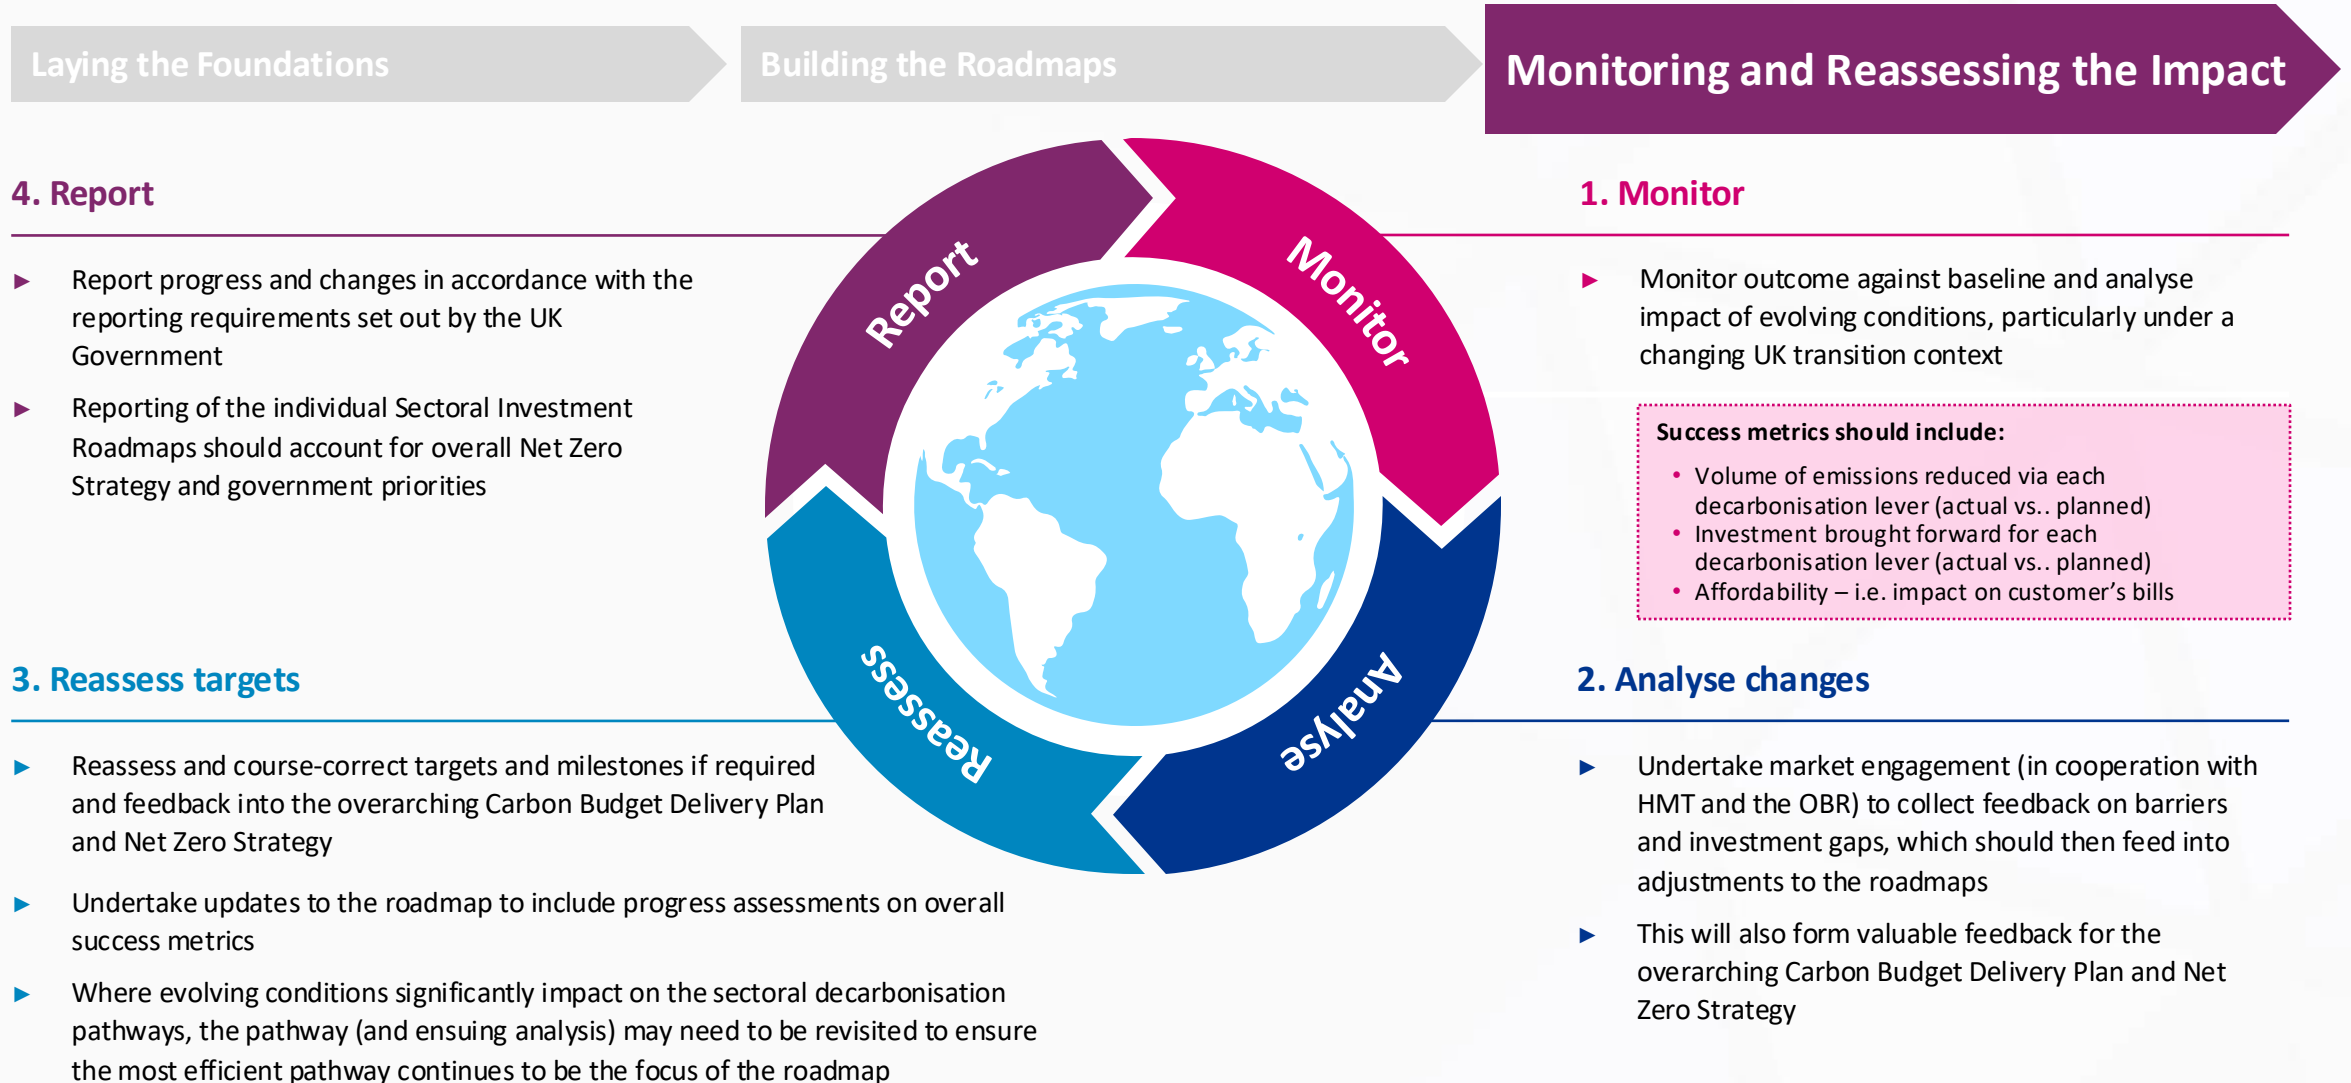 Laying the Foundations
Building the Roadmaps
Monitoring and Reassessing the Impact
4. Report
► Report progress and changes in accordance with the
reporting requirements set out by the UK
Government
► Reporting of the individual Sectoral Investment
Roadmaps should account for overall Net Zero
Strategy and government priorities
Report
Monitor
Analyse
Reassess
1. Monitor
► Monitor outcome against baseline and analyse
impact of evolving conditions, particularly under a
changing UK transition context
Success metrics should include:
• Volume of emissions reduced via each
decarbonisation lever (actual vs.. planned)
• Investment brought forward for each
decarbonisation lever (actual vs.. planned)
• Affordability – i.e. impact on customer's bills
3. Reassess targets
► Reassess and course-correct targets and milestones if required
and feedback into the overarching Carbon Budget Delivery Plan
and Net Zero Strategy
► Undertake updates to the roadmap to include progress assessments on overall
success metrics
► Where evolving conditions significantly impact on the sectoral decarbonisation
pathways, the pathway (and ensuing analysis) may need to be revisited to ensure
the most efficient pathway continues to be the focus of the roadmap
2. Analyse changes
► Undertake market engagement (in cooperation with
HMT and the OBR) to collect feedback on barriers
and investment gaps, which should then feed into
adjustments to the roadmaps
► This will also form valuable feedback for the
overarching Carbon Budget Delivery Plan and Net
Zero Strategy